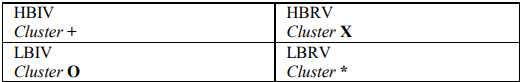 HBIV HBRV
Cluster + Cluster X
LBIV LBRV
Cluster O Cluster *